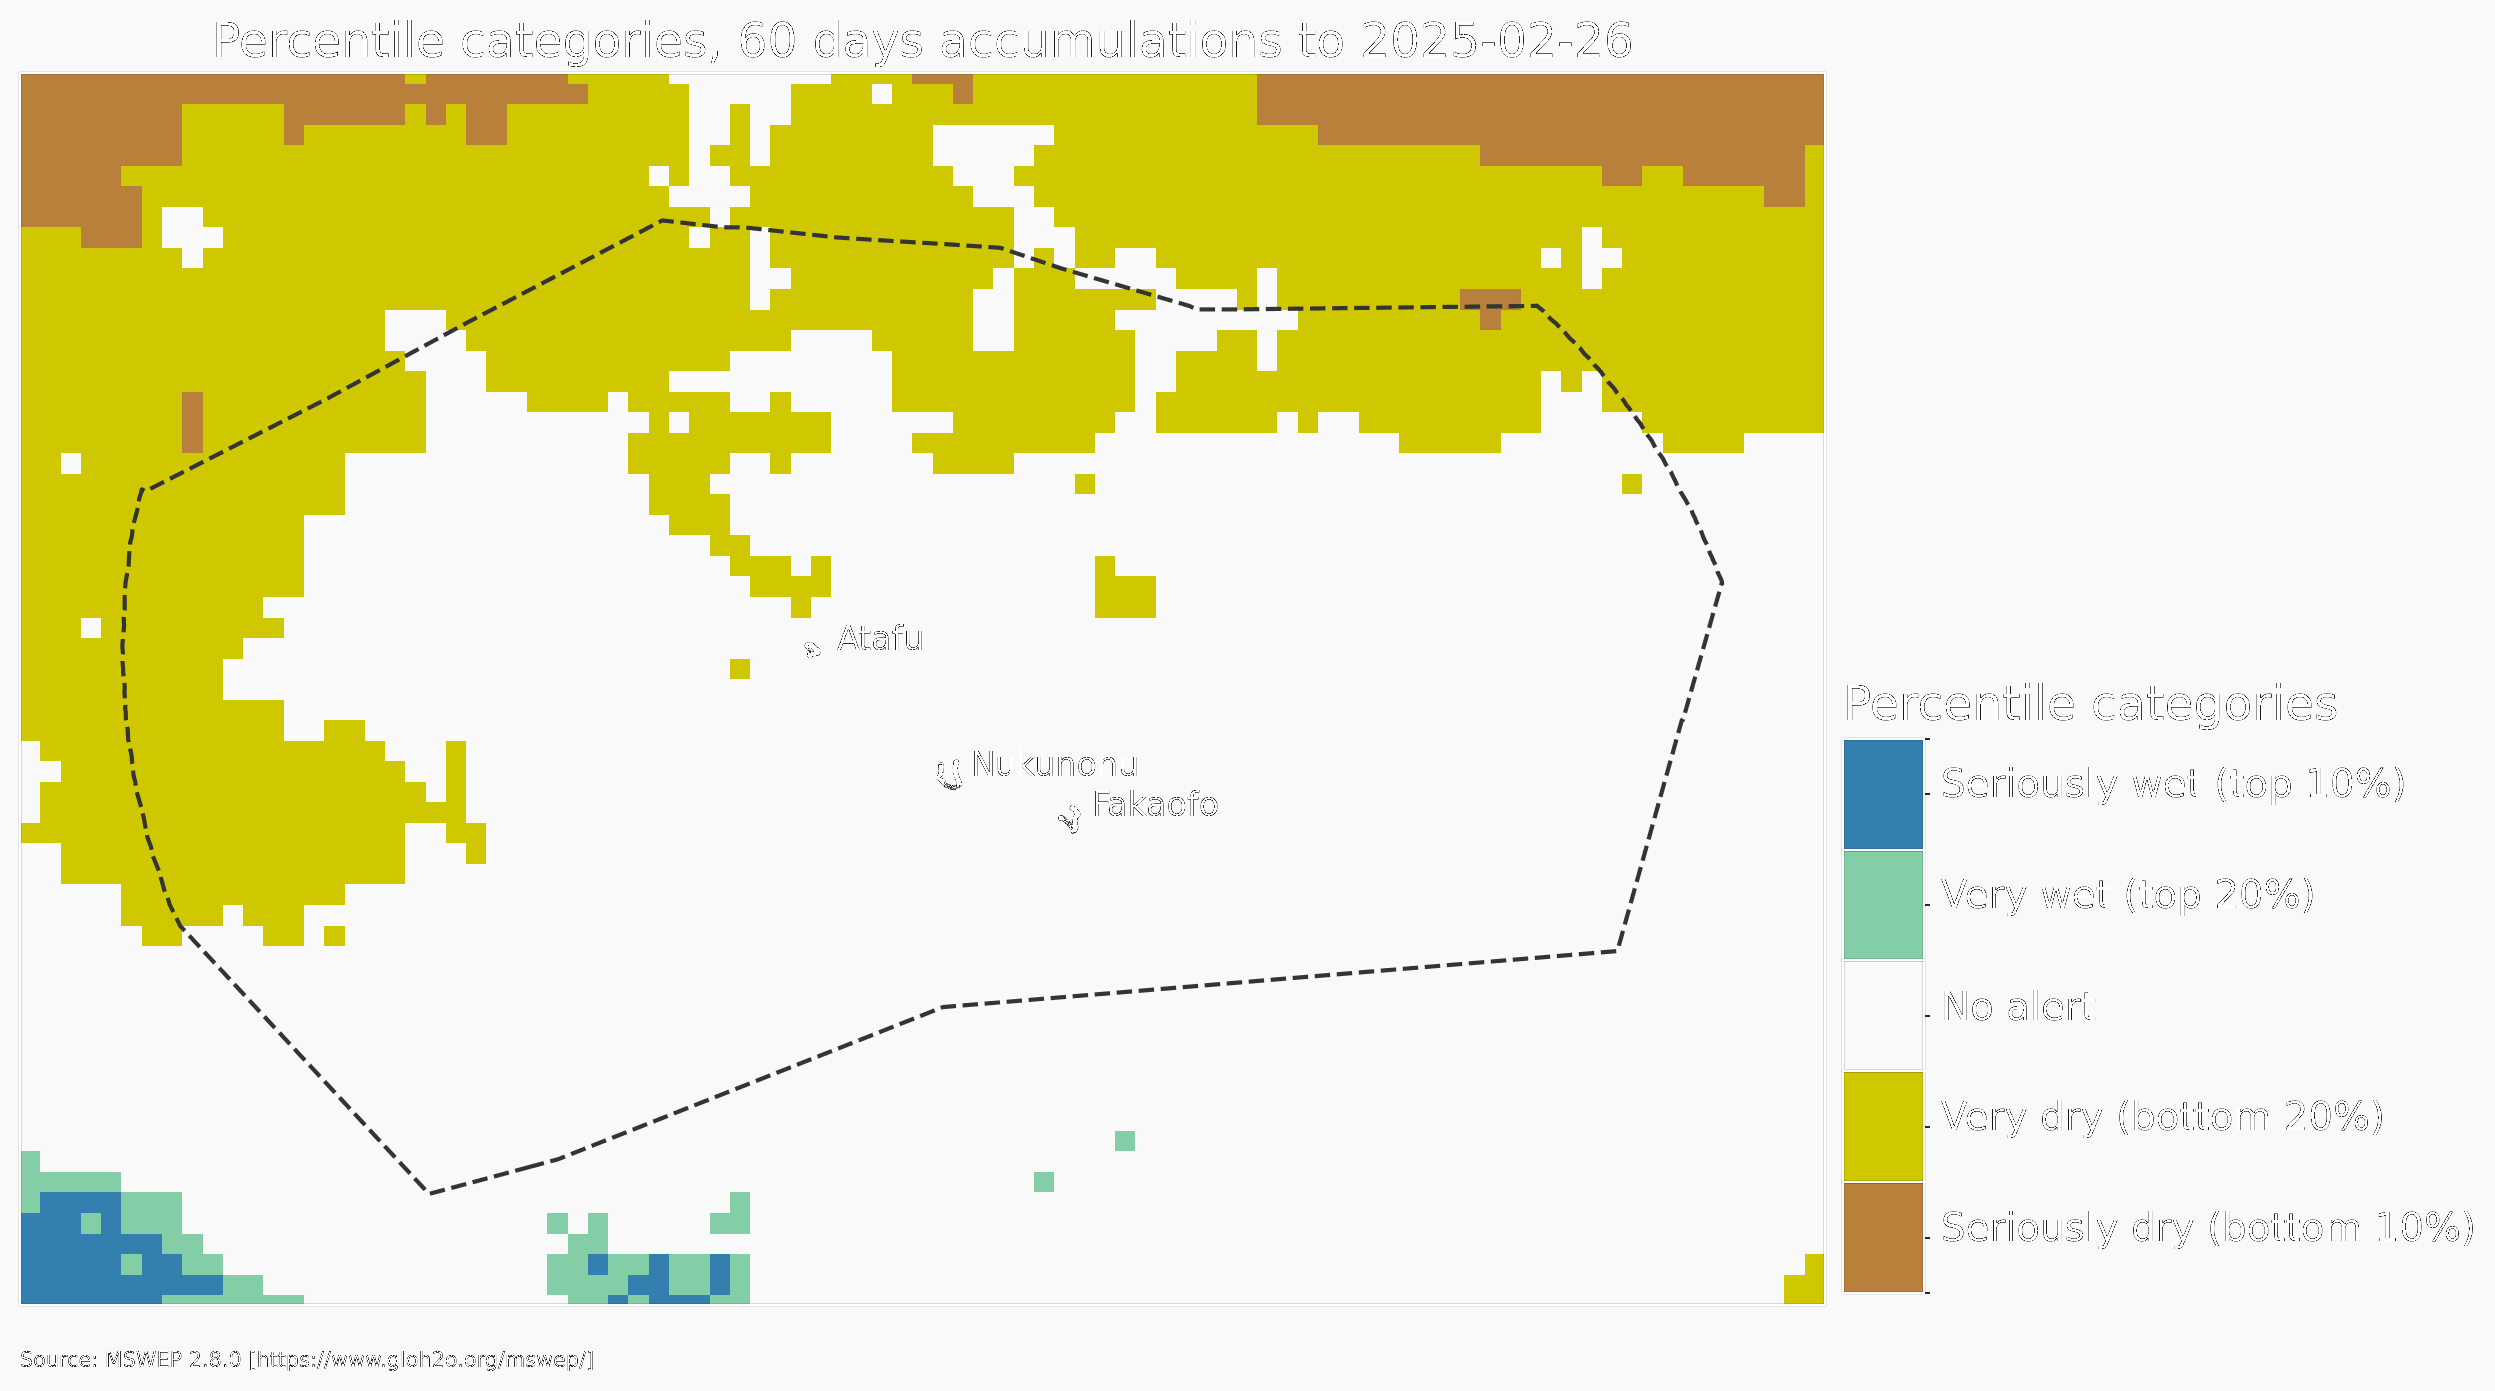 Percentile categories, 60 days accumulations to 2025-02-26
Atafu
Nukunonu
Fakaofo
Percentile categories
Seriously wet (top 10%)
Very wet (top 20%)
No alert
Very dry (bottom 20%)
Seriously dry (bottom 10%)
Source: MSWEP 2.8.0 [https://www.gloh2o.org/mswep/]